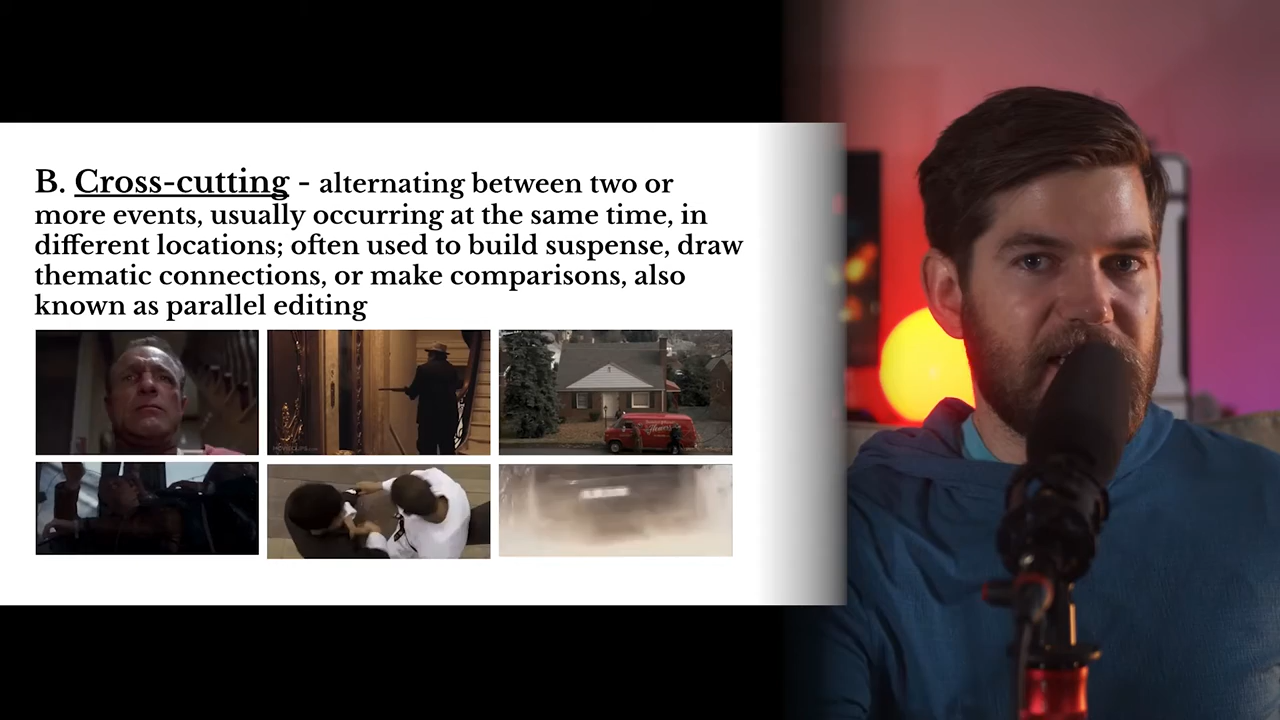 B. Cross-cutting - alternating between two or
more events, usually occurring at the same time, in
different locations; often used to build suspense, draw
thematic connections, or make comparisons, also
known as parallel editing